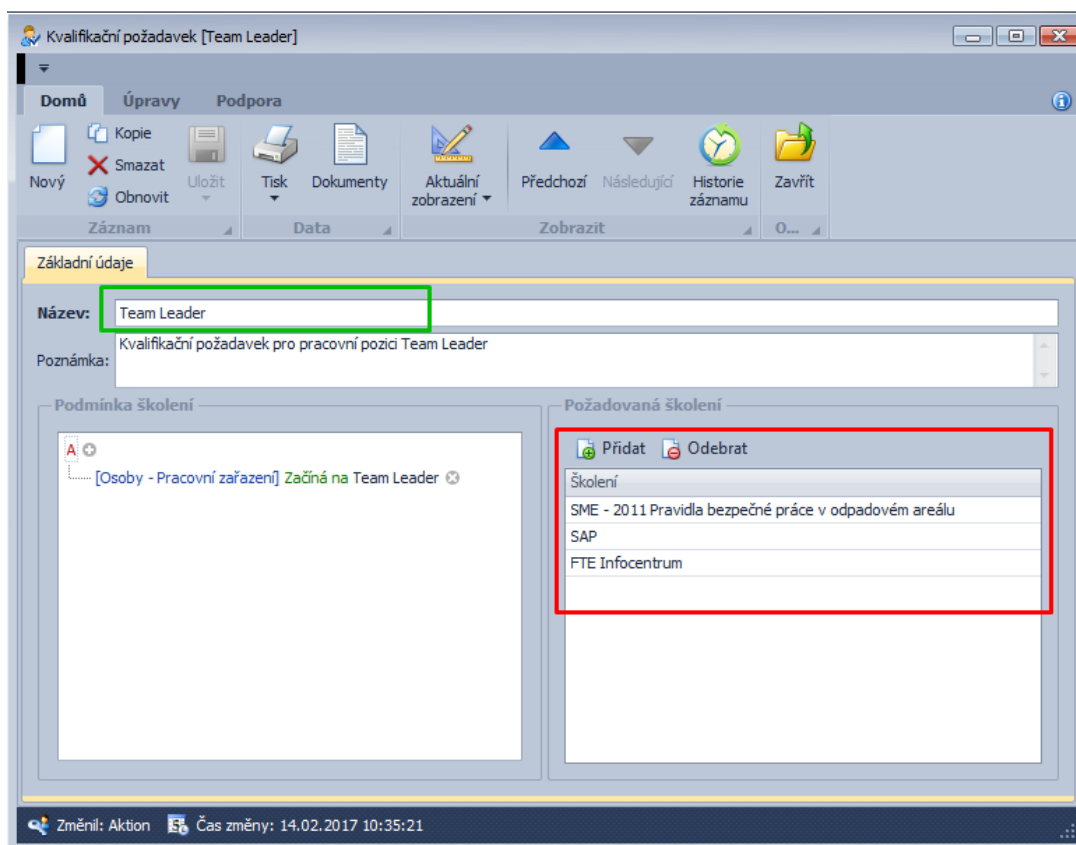 Kvalifikační požadavek [Team Leader]
Domů Úpravy Podpora
Nový
Kopie
Smazat
Obnovit
Uložit
Tisk
Dokumenty
Aktuální zobrazení
Předchozí
Následující
Historie záznamu
Zavřít
Záznam Data Zobrazit O...
Základní údaje
Název: Team Leader
Poznámka: Kvalifikační požadavek pro pracovní pozici Team Leader
Podmínka školení
A
[Osoby - Pracovní zařazení] Začíná na Team Leader
Požadovaná školení
Přidat Odebrat
Školení
SME - 2011 Pravidla bezpečné práce v odpadovém areálu
SAP
FTE Infocentrum
Změnil: Aktion Čas změny: 14.02.2017 10:35:21